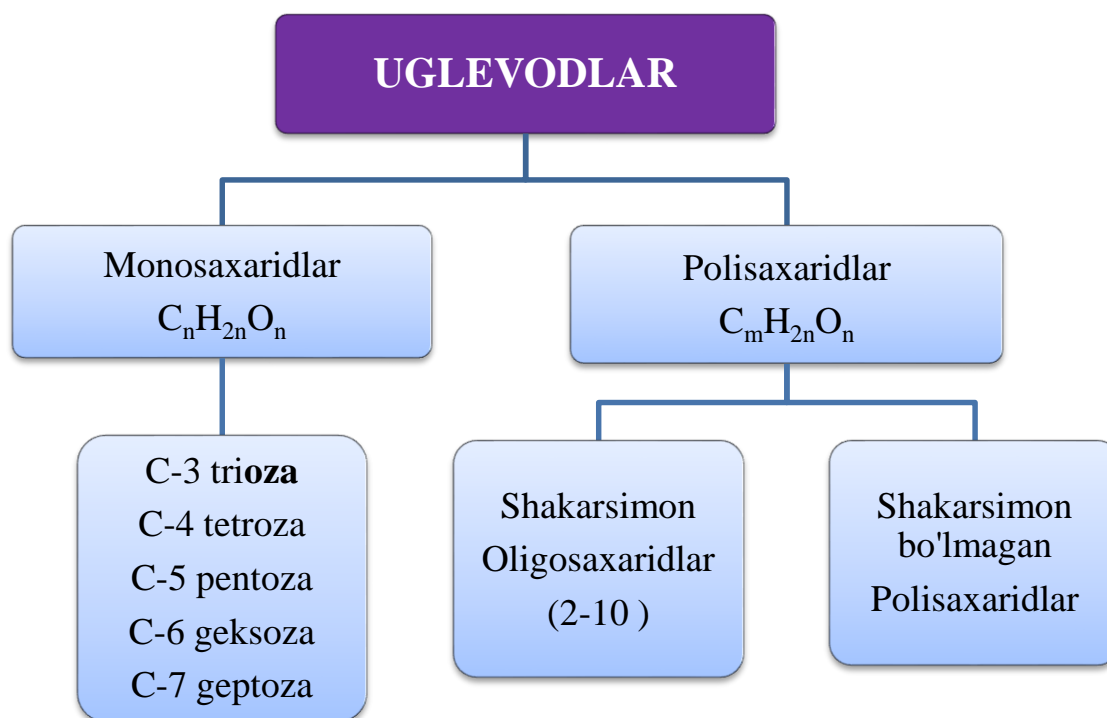 UGLEVODLAR
Monosaxaridlar
CₙH₂ₙOₙ
Polisaxaridlar
CₘH₂ₙOₙ
C-3 trioza
C-4 tetroza
C-5 pentoza
C-6 geksoza
C-7 geptoza
Shakarsimon
Oligosaxaridlar
(2-10 )
Shakarsimon
bo'lmagan
Polisaxaridlar